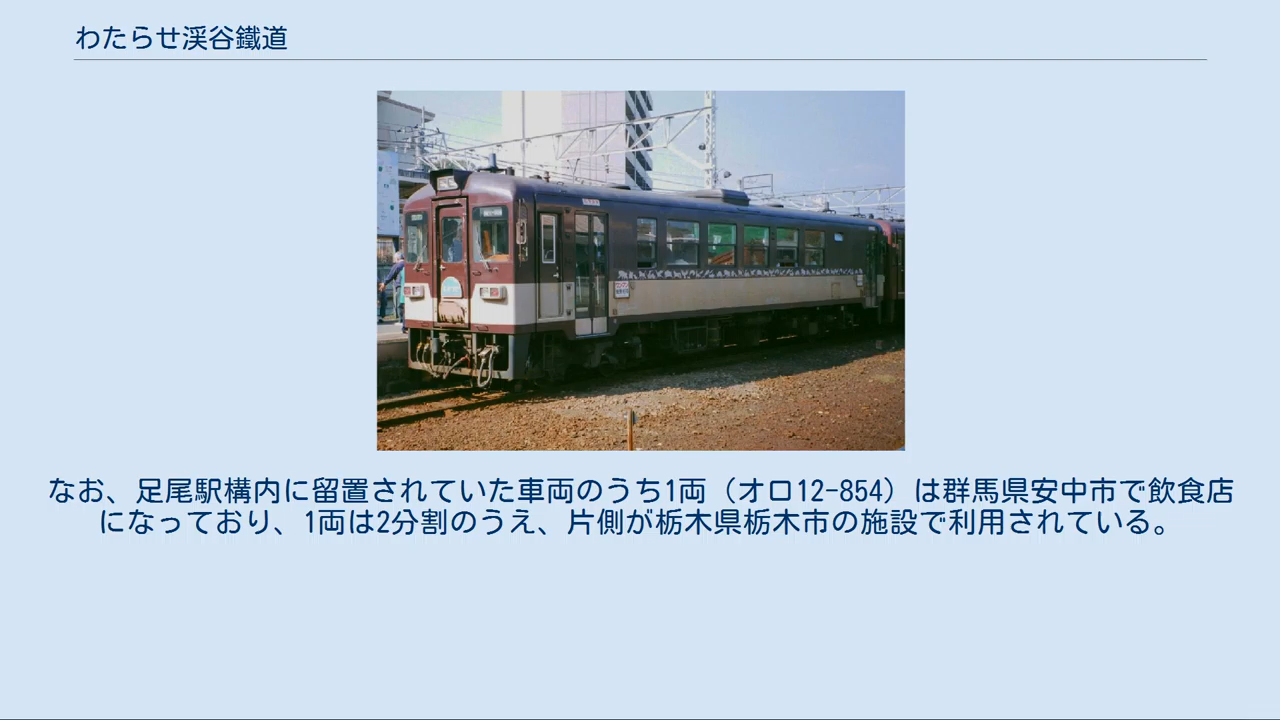 わたらせ渓谷鐵道
なお、足尾駅構内に留置されていた車両のうち1両（オロ12-854）は群馬県安中市で飲食店
になっており、1両は2分割のうえ、片側が栃木県栃木市の施設で利用されている。